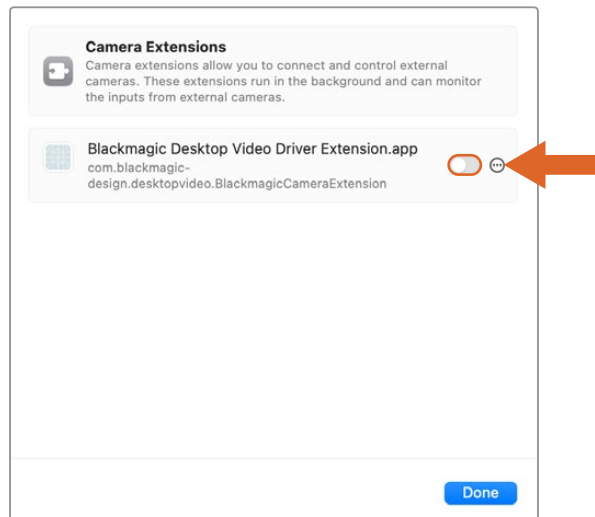 Camera Extensions
Camera extensions allow you to connect and control external
cameras. These extensions run in the background and can monitor
the inputs from external cameras.
Blackmagic Desktop Video Driver Extension.app
com.blackmagic-
design.desktopvideo.BlackmagicCameraExtension
Done